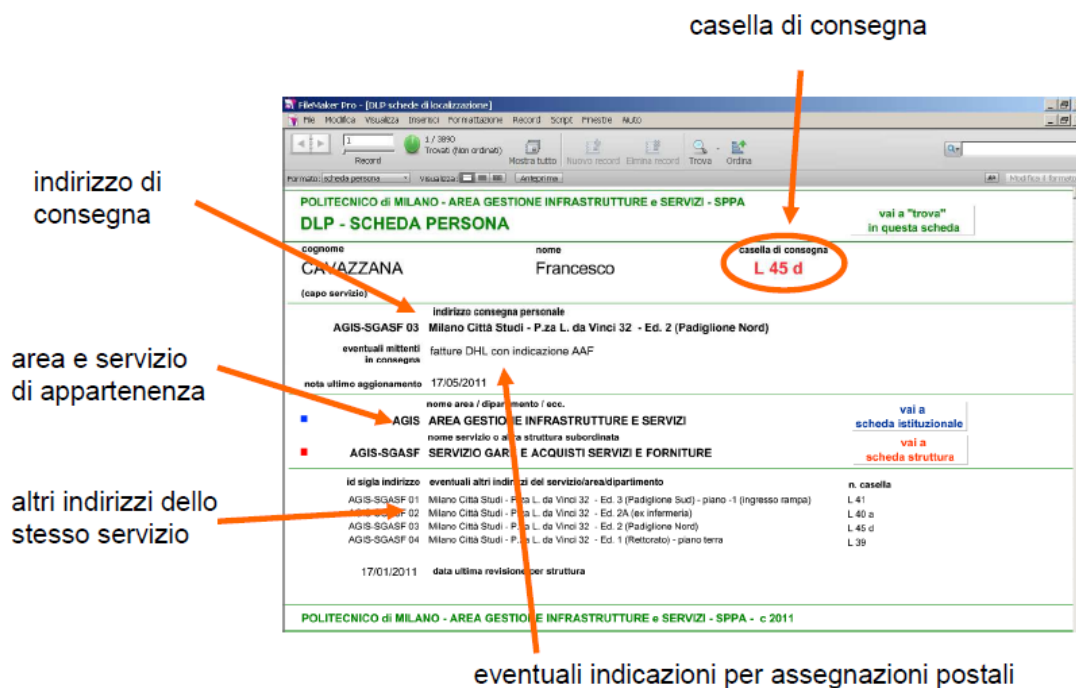 casella di consegna
FileMaker Pro - [DLP schede di localizzazione]
File Modifica Visualizza Inserisci Formattazione Record Script Finestre Aiuto
1
1 / 3890
Trovati (Non ordinati)
Record
Mostra tutto Nuovo record Elimina record Trova Ordina
Formato: scheda persona Visualizza: Anteprima Modifica il formato
indirizzo di
consegna
POLITECNICO di MILANO - AREA GESTIONE INFRASTRUTTURE e SERVIZI - SPPA
DLP - SCHEDA PERSONA
vai a "trova"
in questa scheda
cognome nome casella di consegna
CAVAZZANA Francesco L 45 d
(capo servizio)
indirizzo consegna personale
AGIS-SGASF 03 Milano Città Studi - P.za L. da Vinci 32 - Ed. 2 (Padiglione Nord)
eventuali mittenti
in consegna
fatture DHL con indicazione AAF
nota ultimo aggionamento 17/05/2011
area e servizio
di appartenenza
nome area / dipartimento / ecc.
AGIS AREA GESTIONE INFRASTRUTTURE E SERVIZI
vai a
scheda istituzionale
nome servizio o altra struttura subordinata
AGIS-SGASF SERVIZIO GARE E ACQUISTI SERVIZI E FORNITURE
vai a
scheda struttura
altri indirizzi dello
stesso servizio
id sigla indirizzo eventuali altri indirizzi del servizio/area/dipartimento n. casella
AGIS-SGASF 01 Milano Città Studi - P.za L. da Vinci 32 - Ed. 3 (Padiglione Sud) - piano -1 (ingresso rampa) L 41
AGIS-SGASF 02 Milano Città Studi - P.za L. da Vinci 32 - Ed. 2A (ex infermeria) L 40 a
AGIS-SGASF 03 Milano Città Studi - P.za L. da Vinci 32 - Ed. 2 (Padiglione Nord) L 45 d
AGIS-SGASF 04 Milano Città Studi - P.za L. da Vinci 32 - Ed. 1 (Rettorato) - piano terra L 39
17/01/2011 data ultima revisione per struttura
POLITECNICO di MILANO - AREA GESTIONE INFRASTRUTTURE e SERVIZI - SPPA - c 2011
eventuali indicazioni per assegnazioni postali